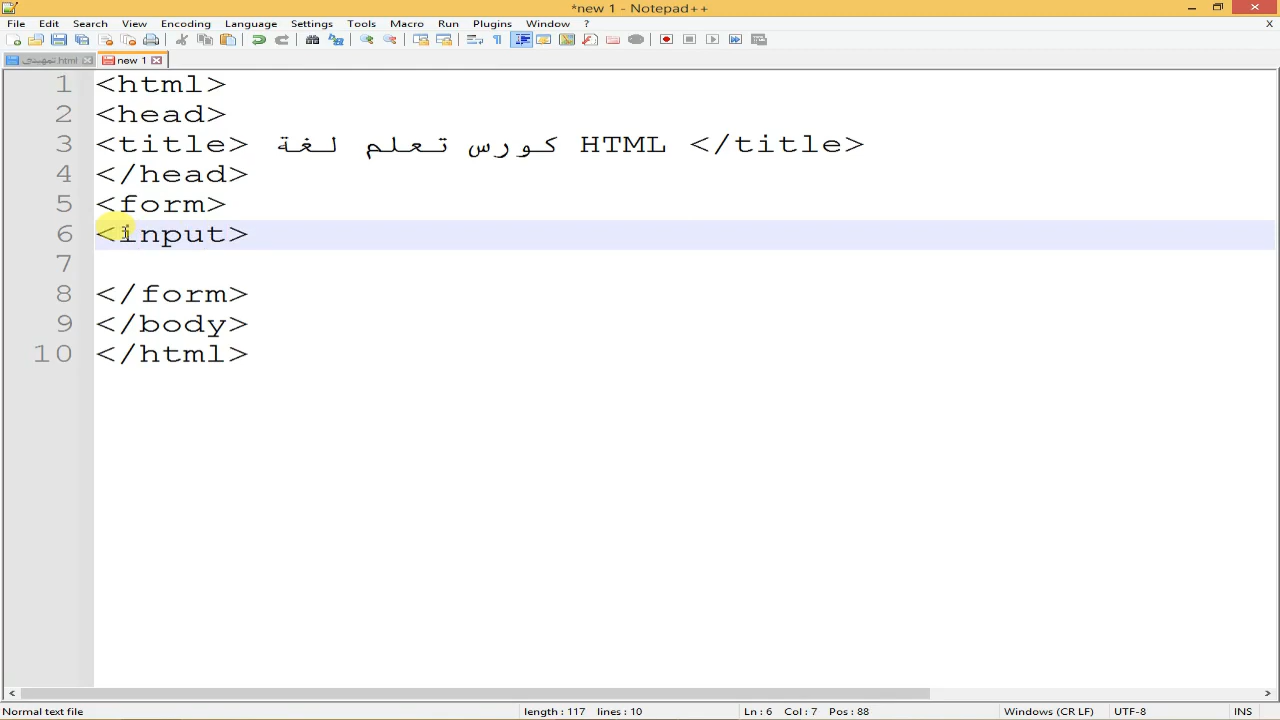 *new 1 - Notepad++
File Edit Search View Encoding Language Settings Tools Macro Run Plugins Window ?
X
html new 1
1 <html>
2 <head>
3 <title> كورس تعلم لغة HTML </title>
4 </head>
5 <form>
6 <input>
7
8 </form>
9 </body>
10 </html>
Normal text file length : 117 lines : 10 Ln : 6 Col : 7 Pos : 88 Windows (CR LF) UTF-8 INS